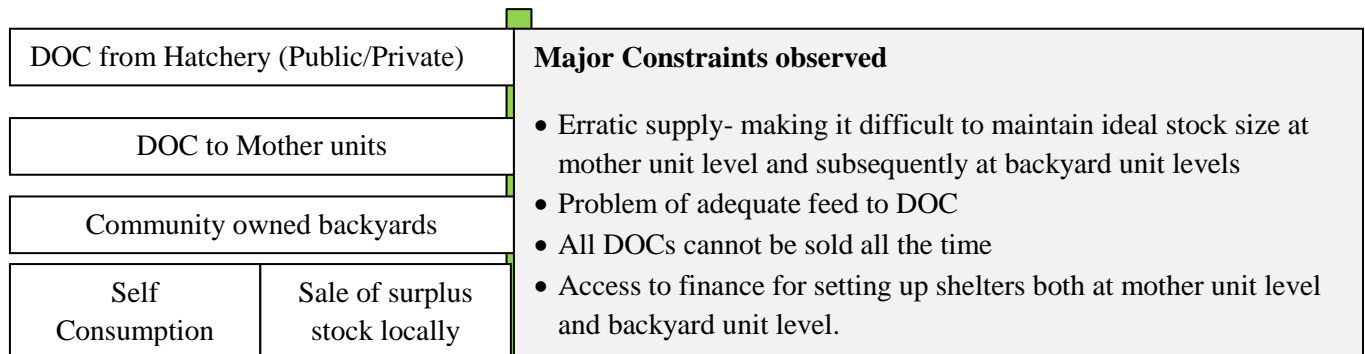 DOC from Hatchery (Public/Private)
DOC to Mother units
Community owned backyards
Self
Consumption
Sale of surplus
stock locally
Major Constraints observed
• Erratic supply- making it difficult to maintain ideal stock size at
mother unit level and subsequently at backyard unit levels
• Problem of adequate feed to DOC
• All DOCs cannot be sold all the time
• Access to finance for setting up shelters both at mother unit level
and backyard unit level.